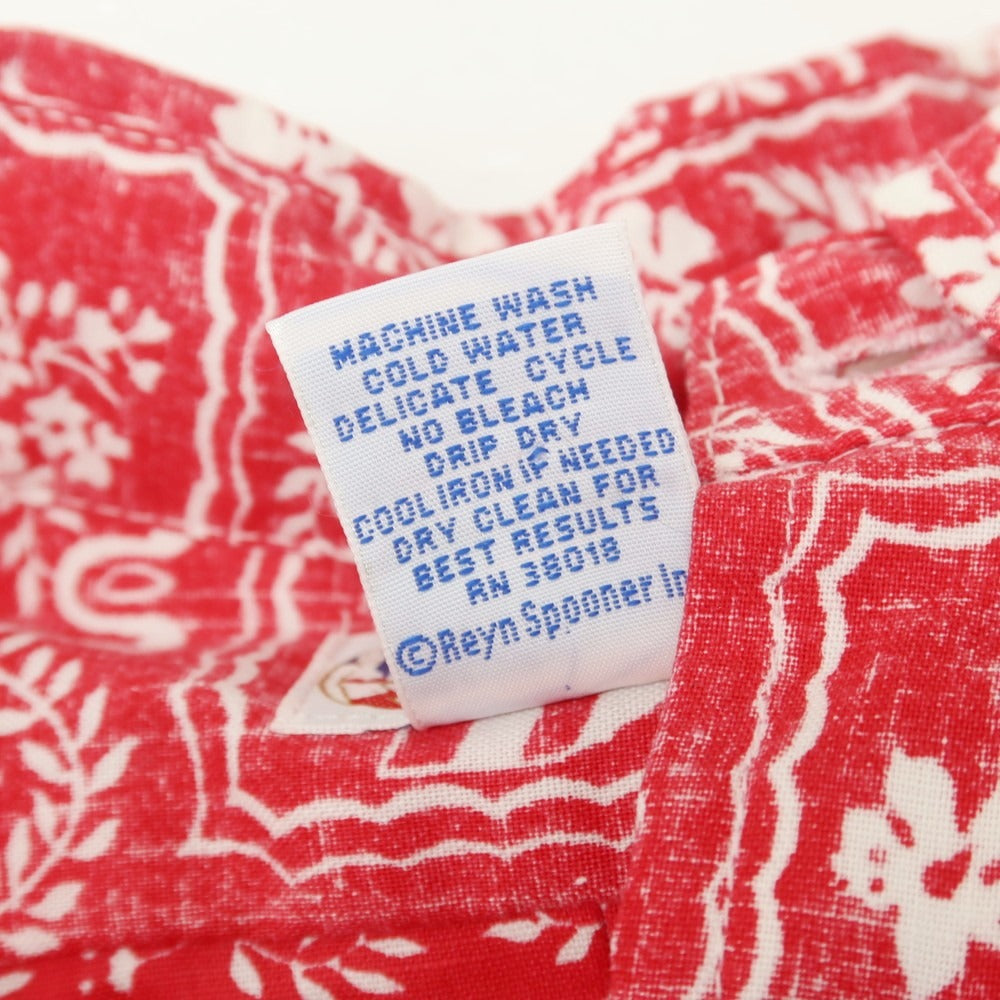 MACHINE WASH
COLD WATER
DELICATE CYCLE
NO BLEACH
DRIP DRY
COOL IRON IF NEEDED
DRY CLEAN FOR
BEST RESULTS
RN 38018
©Reyn Spooner In